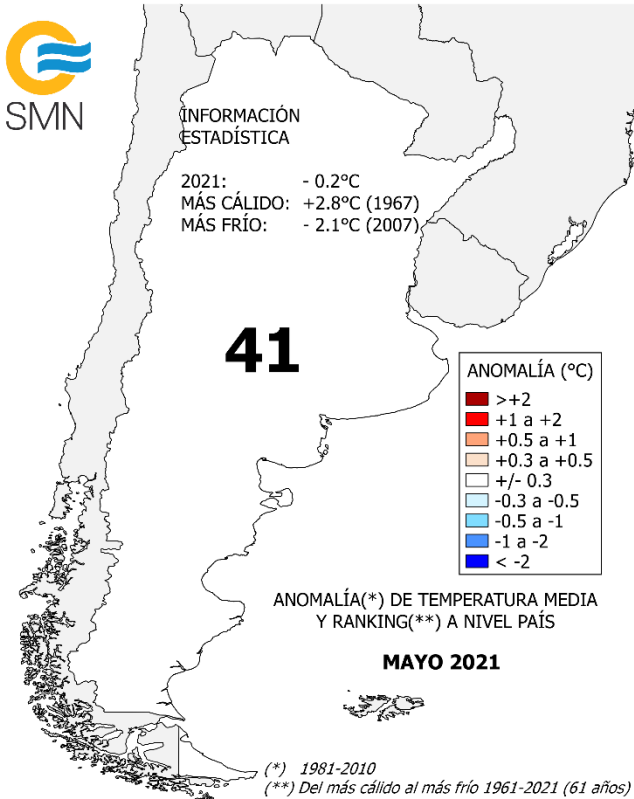 SMN
INFORMACIÓN
ESTADÍSTICA
2021: - 0.2°C
MÁS CÁLIDO: +2.8°C (1967)
MÁS FRÍO: - 2.1°C (2007)
41
ANOMALÍA (°C)
>+2
+1 a +2
+0.5 a +1
+0.3 a +0.5
+/- 0.3
-0.3 a -0.5
-0.5 a -1
-1 a -2
< -2
ANOMALÍA(*) DE TEMPERATURA MEDIA
Y RANKING(**) A NIVEL PAÍS
MAYO 2021
(*) 1981-2010
(**) Del más cálido al más frío 1961-2021 (61 años)